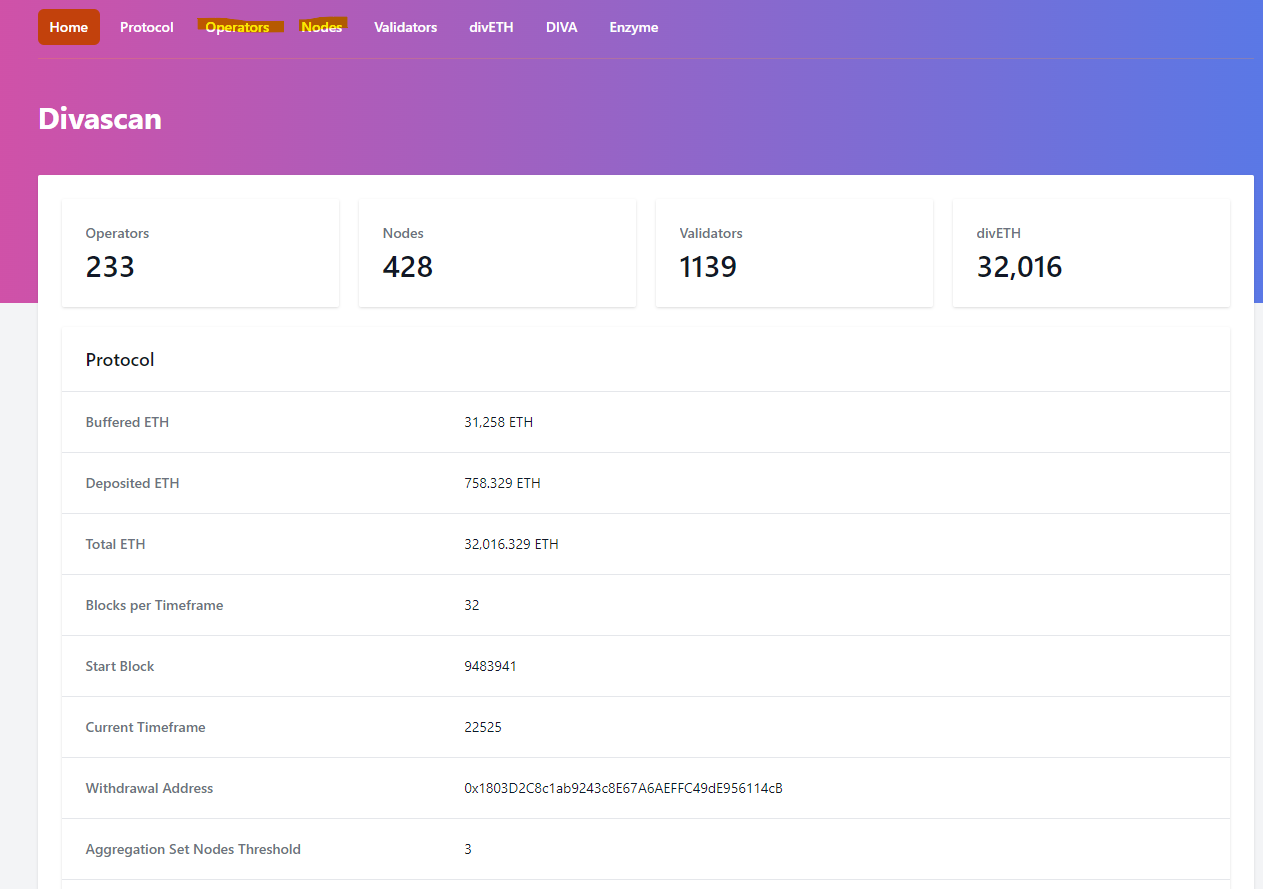 Home Protocol Operators Nodes Validators divETH DIVA Enzyme
Divascan
Operators Nodes Validators divETH
233 428 1139 32,016
Protocol
Buffered ETH 31,258 ETH
Deposited ETH 758.329 ETH
Total ETH 32,016.329 ETH
Blocks per Timeframe 32
Start Block 9483941
Current Timeframe 22525
Withdrawal Address 0x1803D2C8c1ab9243c8E67A6AEFFC49dE956114cB
Aggregation Set Nodes Threshold 3